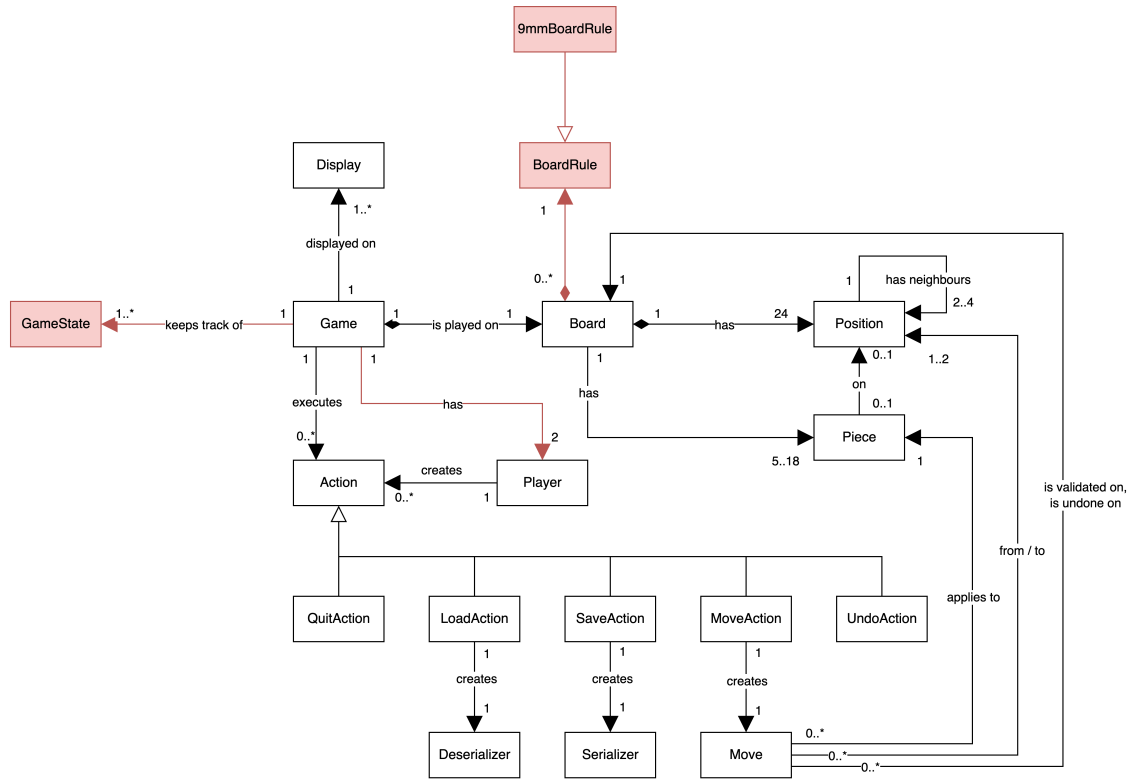 9mmBoardRule
Display
BoardRule
1..*
1
displayed on
has neighbours
1
0..*
1
1
2..4
GameState
1..*
keeps track of
1
Game
1
is played on
1
Board
1
has
24
Position
1
1
1
0..1
1..2
executes
has
has
on
0..1
0..*
2
5..18
Piece
1
Action
creates
0..*
1
Player
is validated on,
is undone on
from / to
applies to
QuitAction
LoadAction
SaveAction
MoveAction
UndoAction
1
1
1
creates
creates
creates
1
1
1
0..*
Deserializer
Serializer
Move
0..*
0..*